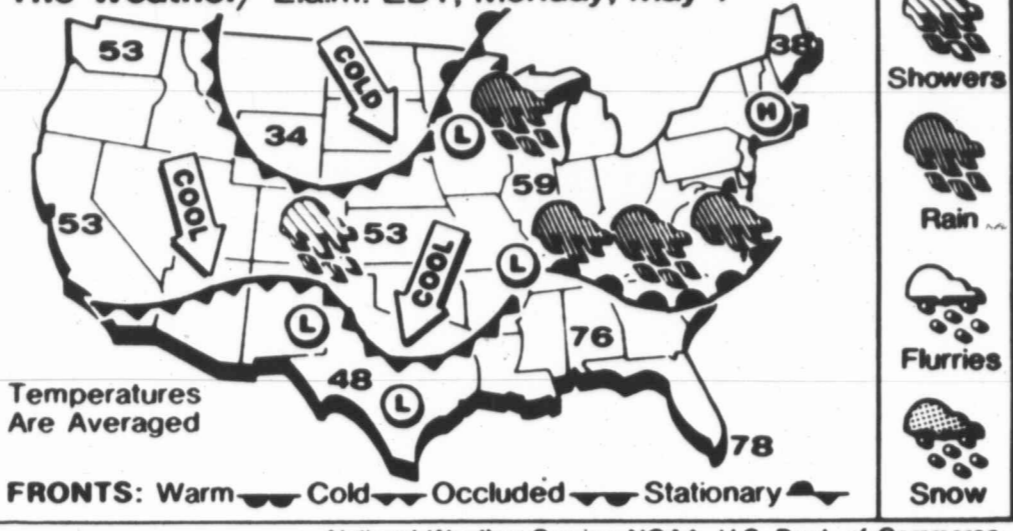 53
COLD
38
Showers
H
L
34
COOL
59
Rain
53
53
COOL
L
L
76
Flurries
48
Temperatures
Are Averaged
L
78
FRONTS: Warm Cold Occluded Stationary
Snow